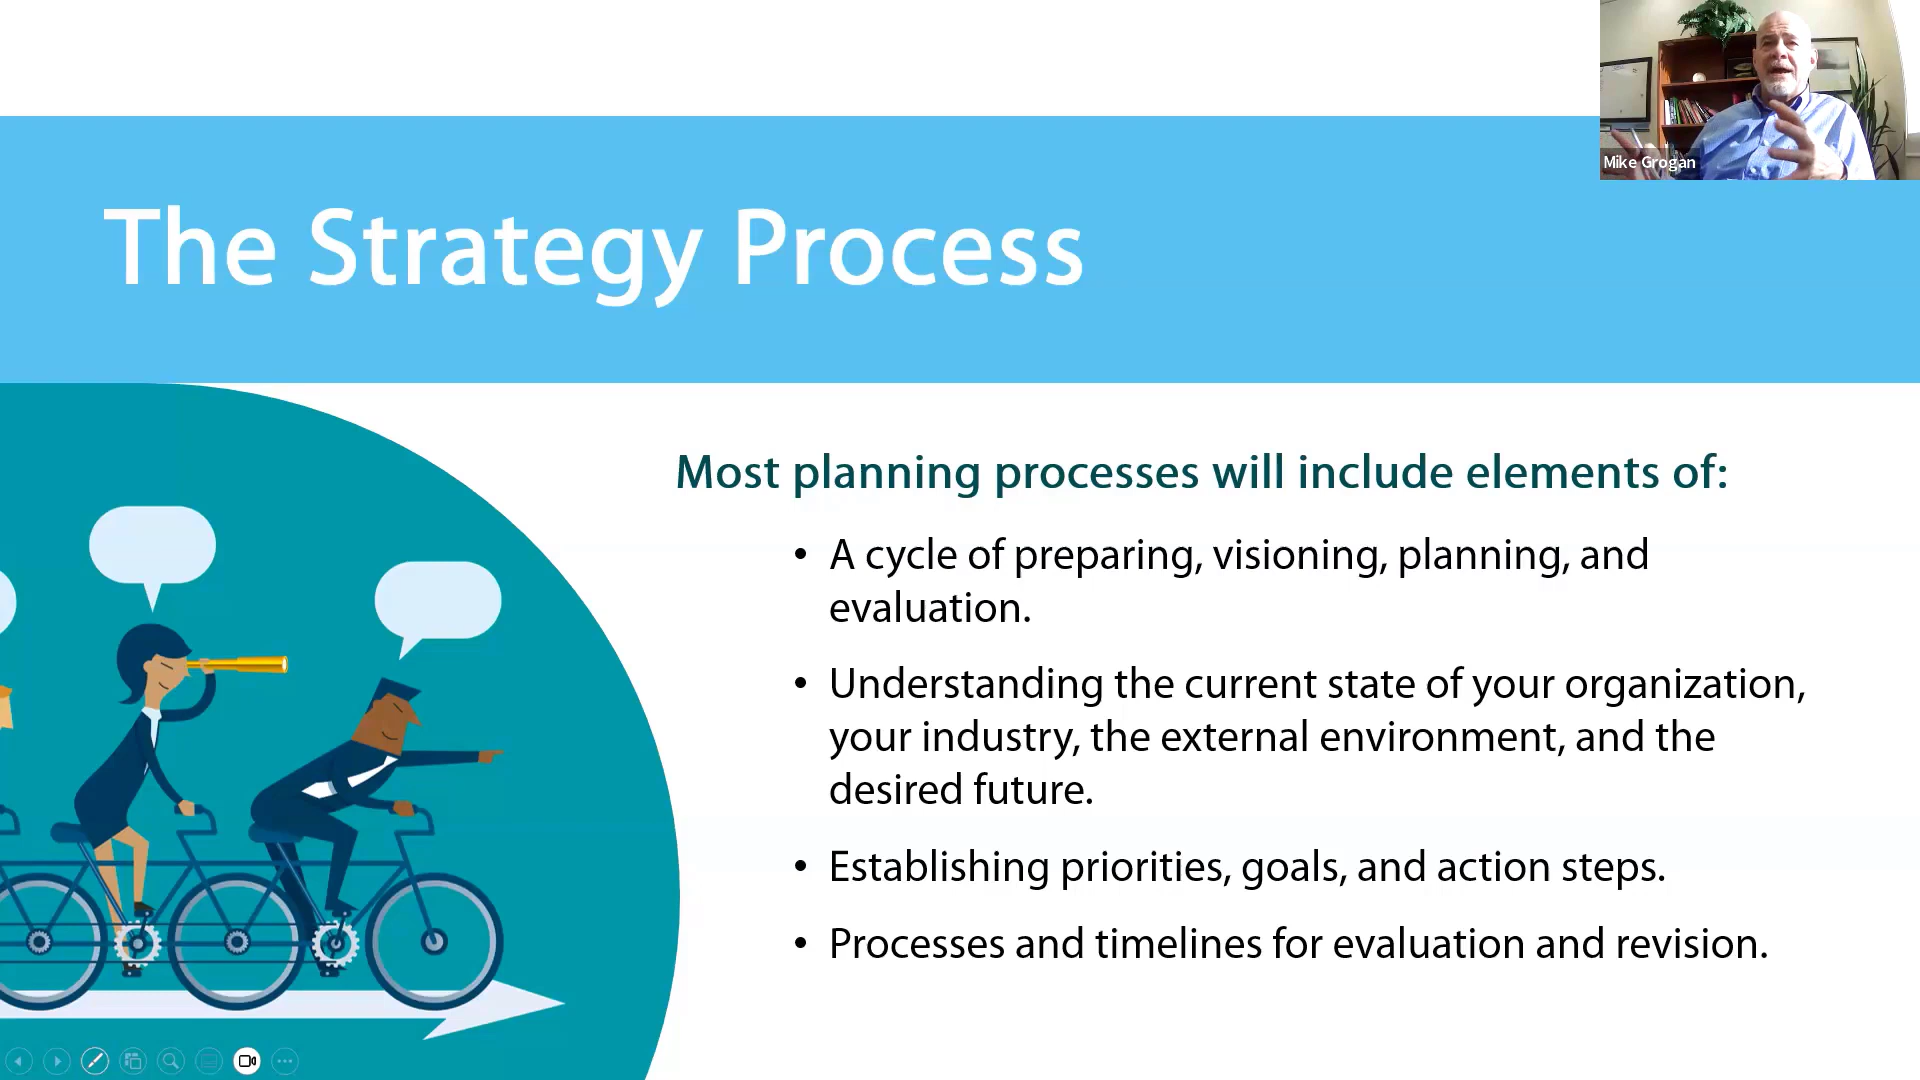 Mike Grogan
The Strategy Process
Most planning processes will include elements of:
• A cycle of preparing, visioning, planning, and
evaluation.
• Understanding the current state of your organization,
your industry, the external environment, and the
desired future.
• Establishing priorities, goals, and action steps.
• Processes and timelines for evaluation and revision.